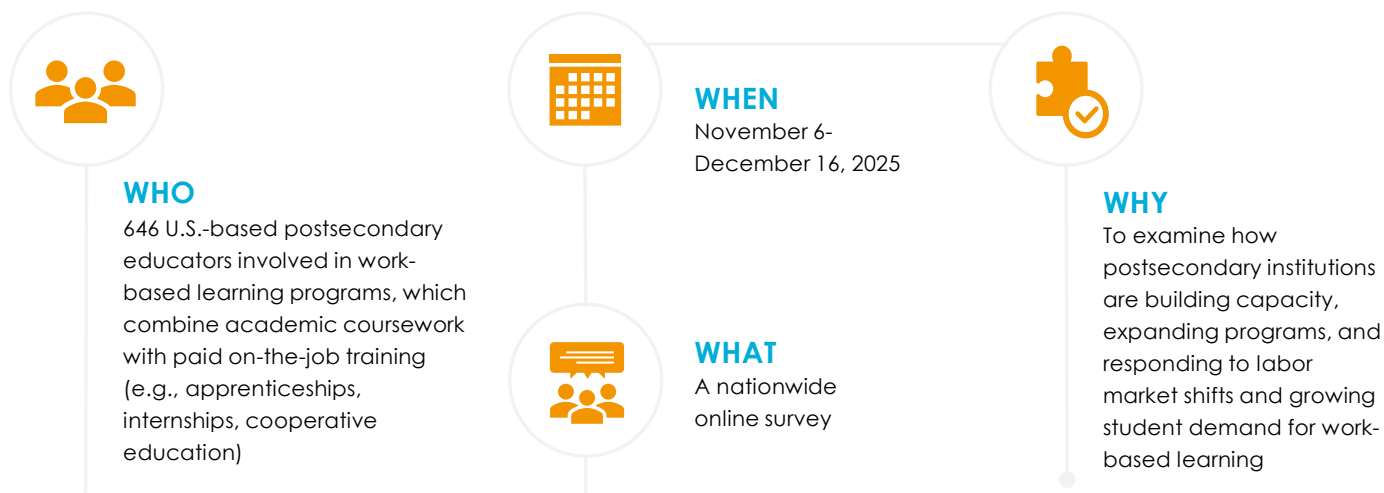 WHO
646 U.S.-based postsecondary
educators involved in work-
based learning programs, which
combine academic coursework
with paid on-the-job training
(e.g., apprenticeships,
internships, cooperative
education)
WHEN
November 6-
December 16, 2025
WHAT
A nationwide
online survey
WHY
To examine how
postsecondary institutions
are building capacity,
expanding programs, and
responding to labor
market shifts and growing
student demand for work-
based learning